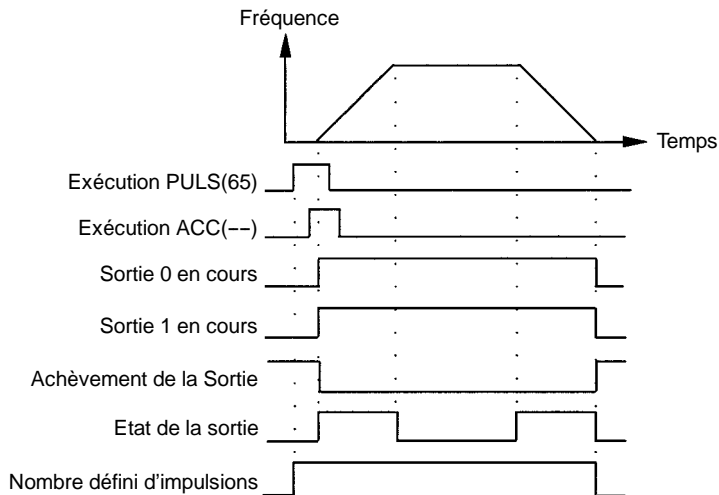 Fréquence
Temps
Exécution PULS(65)
Exécution ACC(−−)
Sortie 0 en cours
Sortie 1 en cours
Achèvement de la Sortie
Etat de la sortie
Nombre défini d'impulsions